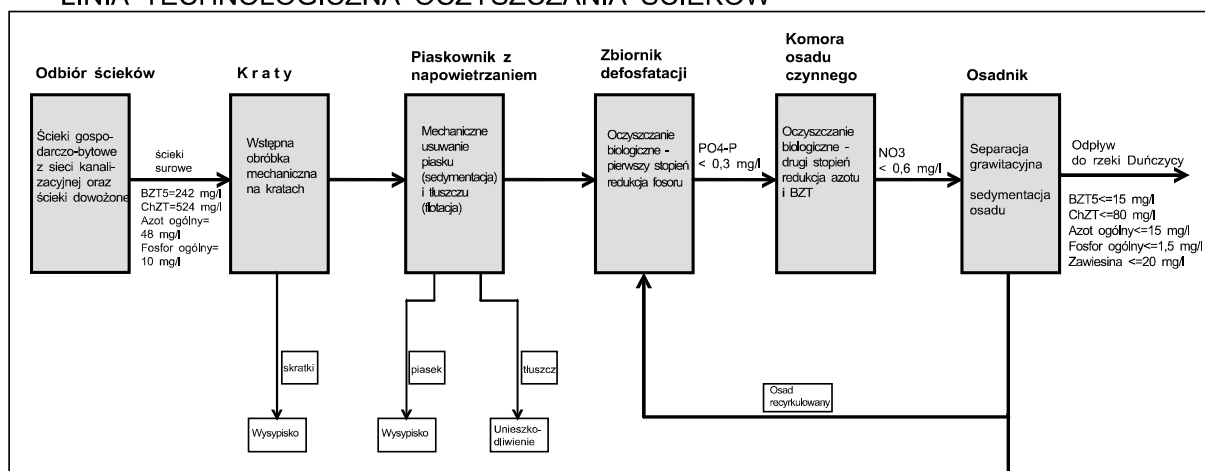 LINIA TECHNOLOGICZNA OCZYSZCZANIA ŚCIEKÓW
Odbiór ścieków
Ścieki gospo-
darczo-bytowe
z sieci kanali-
zacyjnej oraz
ścieki dowożone
ścieki
surowe
BZT5=242 mg/l
ChZT=524 mg/l
Azot ogólny=
48 mg/l
Fosfor ogólny=
10 mg/l
Kraty
Wstępna
obróbka
mechaniczna
na kratach
skratki
Wysypisko
Piaskownik z
napowietrzaniem
Mechaniczne
usuwanie
piasku
(sedymentacja)
i tłuszczu
(flotacja)
piasek
Wysypisko
tłuszcz
Unieszko-
dliwienie
Zbiornik
defosfatacji
Oczyszczanie
biologiczne -
pierwszy stopień
redukcja fosoru
PO4-P
< 0,3 mg/l
Komora
osadu
czynnego
Oczyszczanie
biologiczne -
drugi stopień
redukcja azotu
i BZT
NO3
< 0,6 mg/l
Osadnik
Separacja
grawitacyjna
sedymentacja
osadu
Odpływ
do rzeki Duńczycy
BZT5<=15 mg/l
ChZT<=80 mg/l
Azot ogólny<=15 mg/l
Fosfor ogólny<=1,5 mg/l
Zawiesina <=20 mg/l
Osad
recyrkulowany